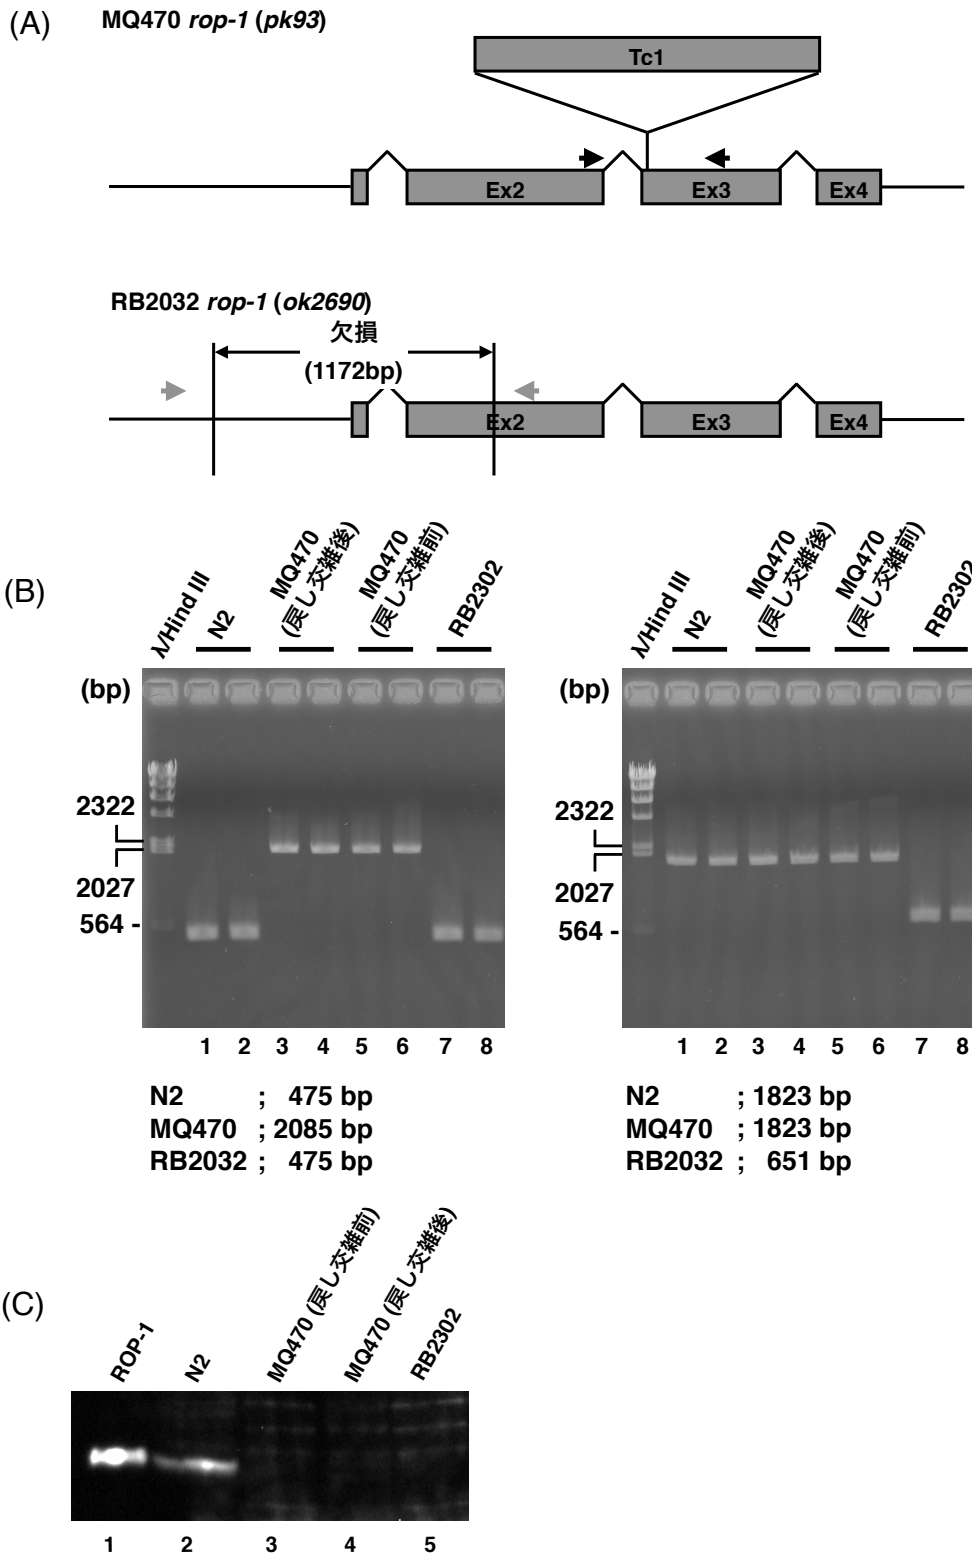 (A)
MQ470 rop-1 (pk93)
Tc1
Ex2
Ex3
Ex4
RB2032 rop-1 (ok2690)
欠損
(1172bp)
Ex2
Ex3
Ex4
(B)
λ/Hind III
N2
MQ470
(戻し交雑後)
MQ470
(戻し交雑前)
RB2302
(bp)
2322
2027
564 -
1 2 3 4 5 6 7 8
N2 ; 475 bp
MQ470 ; 2085 bp
RB2032 ; 475 bp
λ/Hind III
N2
MQ470
(戻し交雑後)
MQ470
(戻し交雑前)
RB2302
(bp)
2322
2027
564 -
1 2 3 4 5 6 7 8
N2 ; 1823 bp
MQ470 ; 1823 bp
RB2032 ; 651 bp
(C)
ROP-1
N2
MQ470 (戻し交雑前)
MQ470 (戻し交雑後)
RB2302
1 2 3 4 5